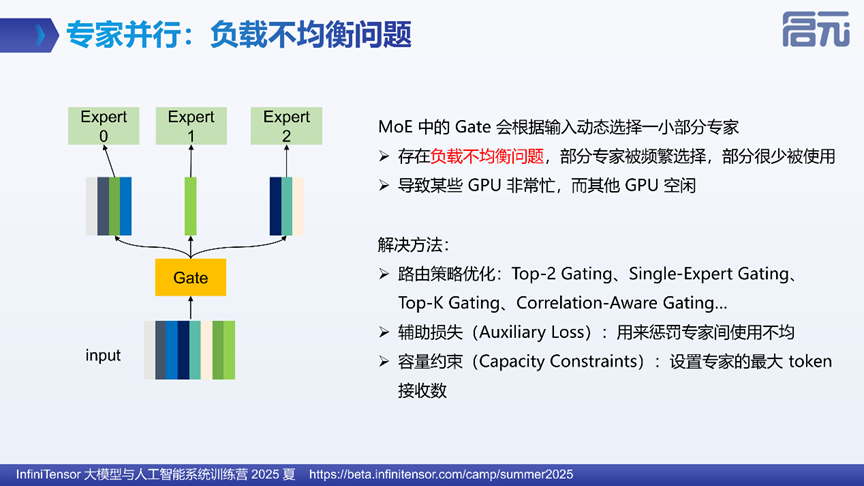 专家并行：负载不均衡问题
启元
Expert
0
Expert
1
Expert
2
Gate
input
MoE 中的 Gate 会根据输入动态选择一小部分专家
➢ 存在负载不均衡问题，部分专家被频繁选择，部分很少被使用
➢ 导致某些 GPU 非常忙，而其他 GPU 空闲
解决方法：
➢ 路由策略优化：Top-2 Gating、Single-Expert Gating、
Top-K Gating、Correlation-Aware Gating...
➢ 辅助损失（Auxiliary Loss）：用来惩罚专家间使用不均
➢ 容量约束（Capacity Constraints）：设置专家的最大 token
接收数
InfiniTensor 大模型与人工智能系统训练营 2025 夏 https://beta.infinitensor.com/camp/summer2025